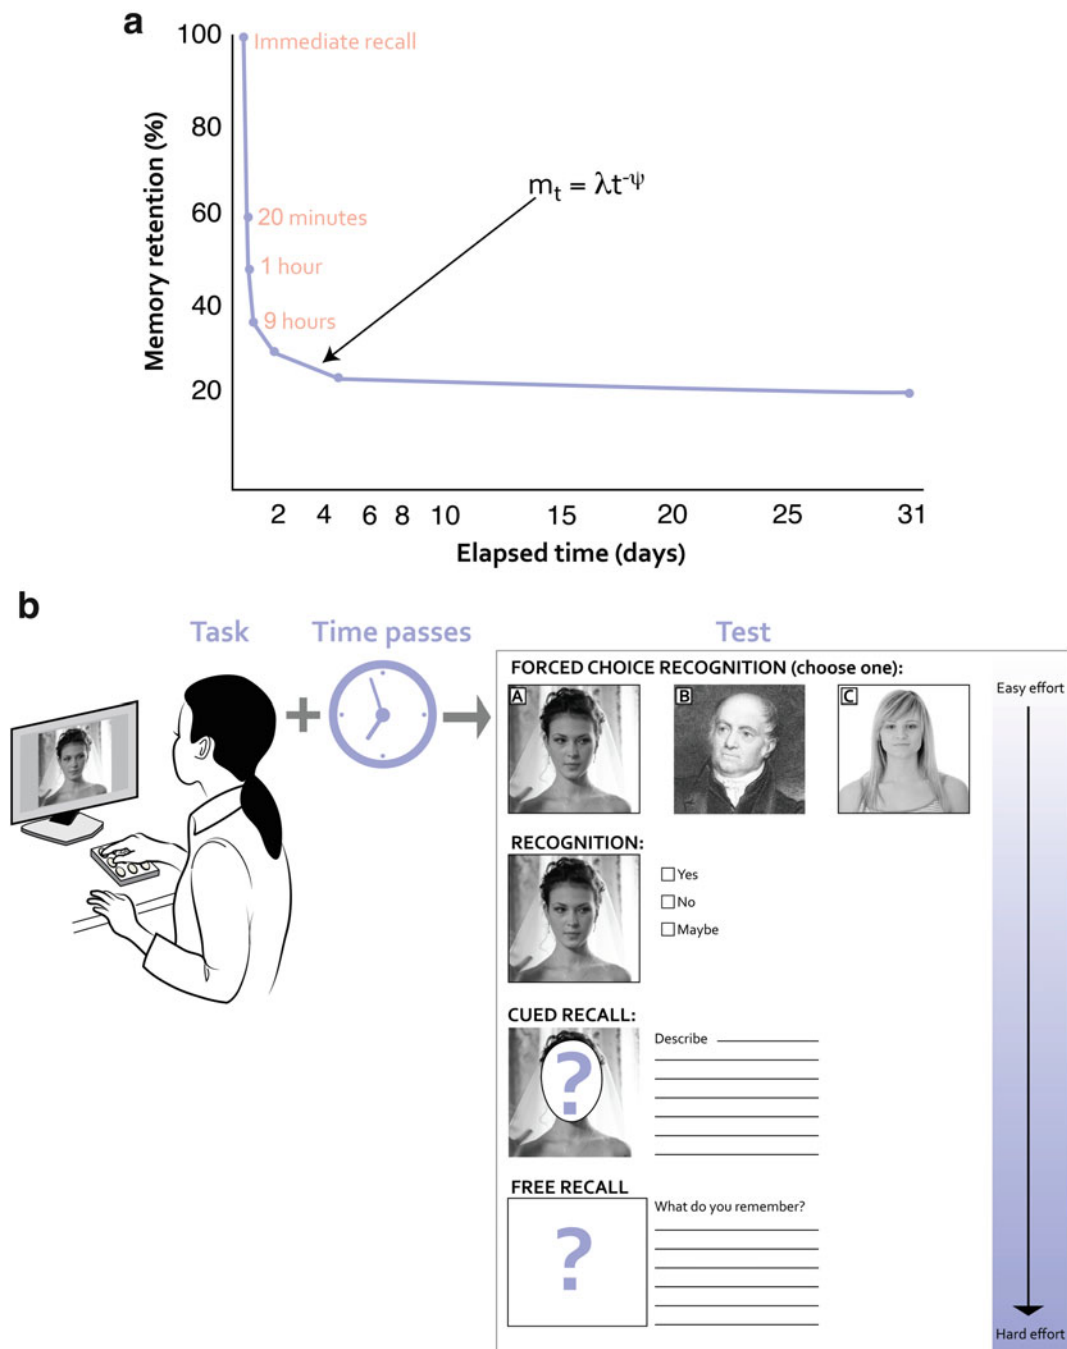 a
100
Immediate recall
80
60
20 minutes
1 hour
40
9 hours
20
Memory retention (%)
mt = λt-ψ
2 4 6 8 10 15 20 25 31
Elapsed time (days)
b
Task
Time passes
Test
FORCED CHOICE RECOGNITION (choose one):
A
B
C
Easy effort
RECOGNITION:
Yes
No
Maybe
CUED RECALL:
?
Describe
FREE RECALL
?
What do you remember?
Hard effort